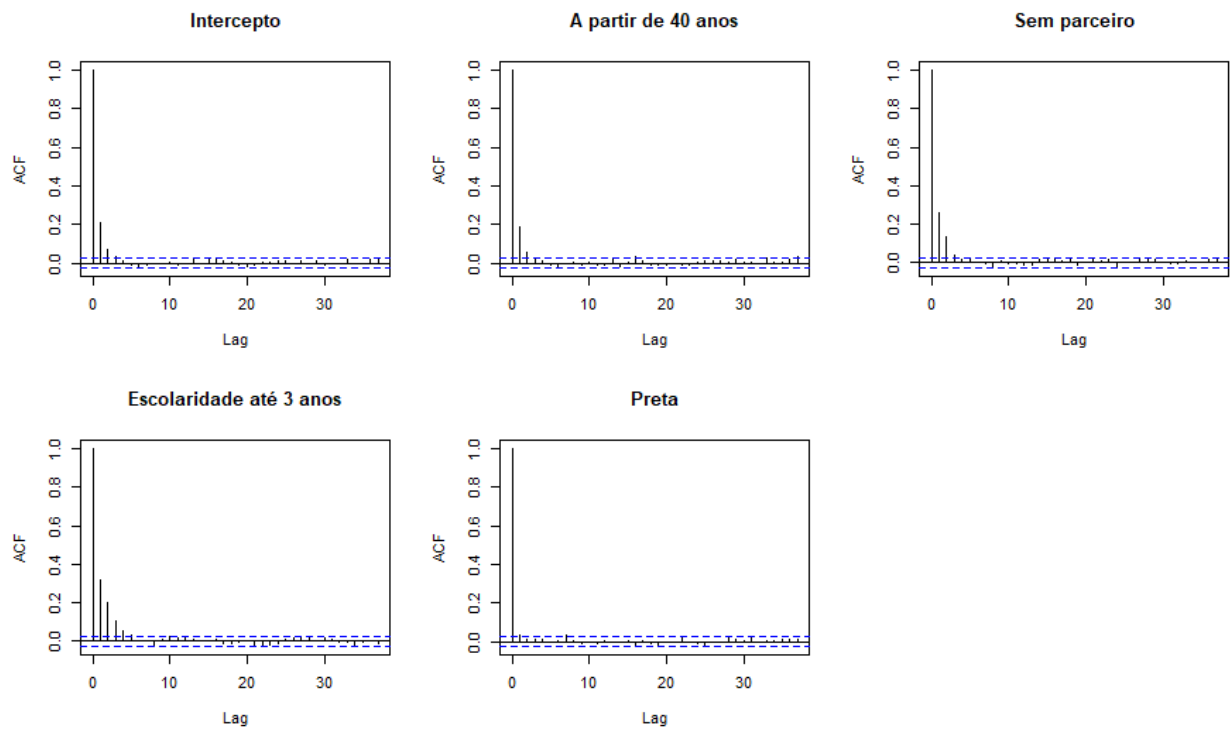 Intercepto
ACF
0.0 0.2 0.4 0.6 0.8 1.0
0 10 20 30
Lag
A partir de 40 anos
ACF
0.0 0.2 0.4 0.6 0.8 1.0
0 10 20 30
Lag
Sem parceiro
ACF
0.0 0.2 0.4 0.6 0.8 1.0
0 10 20 30
Lag
Escolaridade até 3 anos
ACF
0.0 0.2 0.4 0.6 0.8 1.0
0 10 20 30
Lag
Preta
ACF
0.0 0.2 0.4 0.6 0.8 1.0
0 10 20 30
Lag